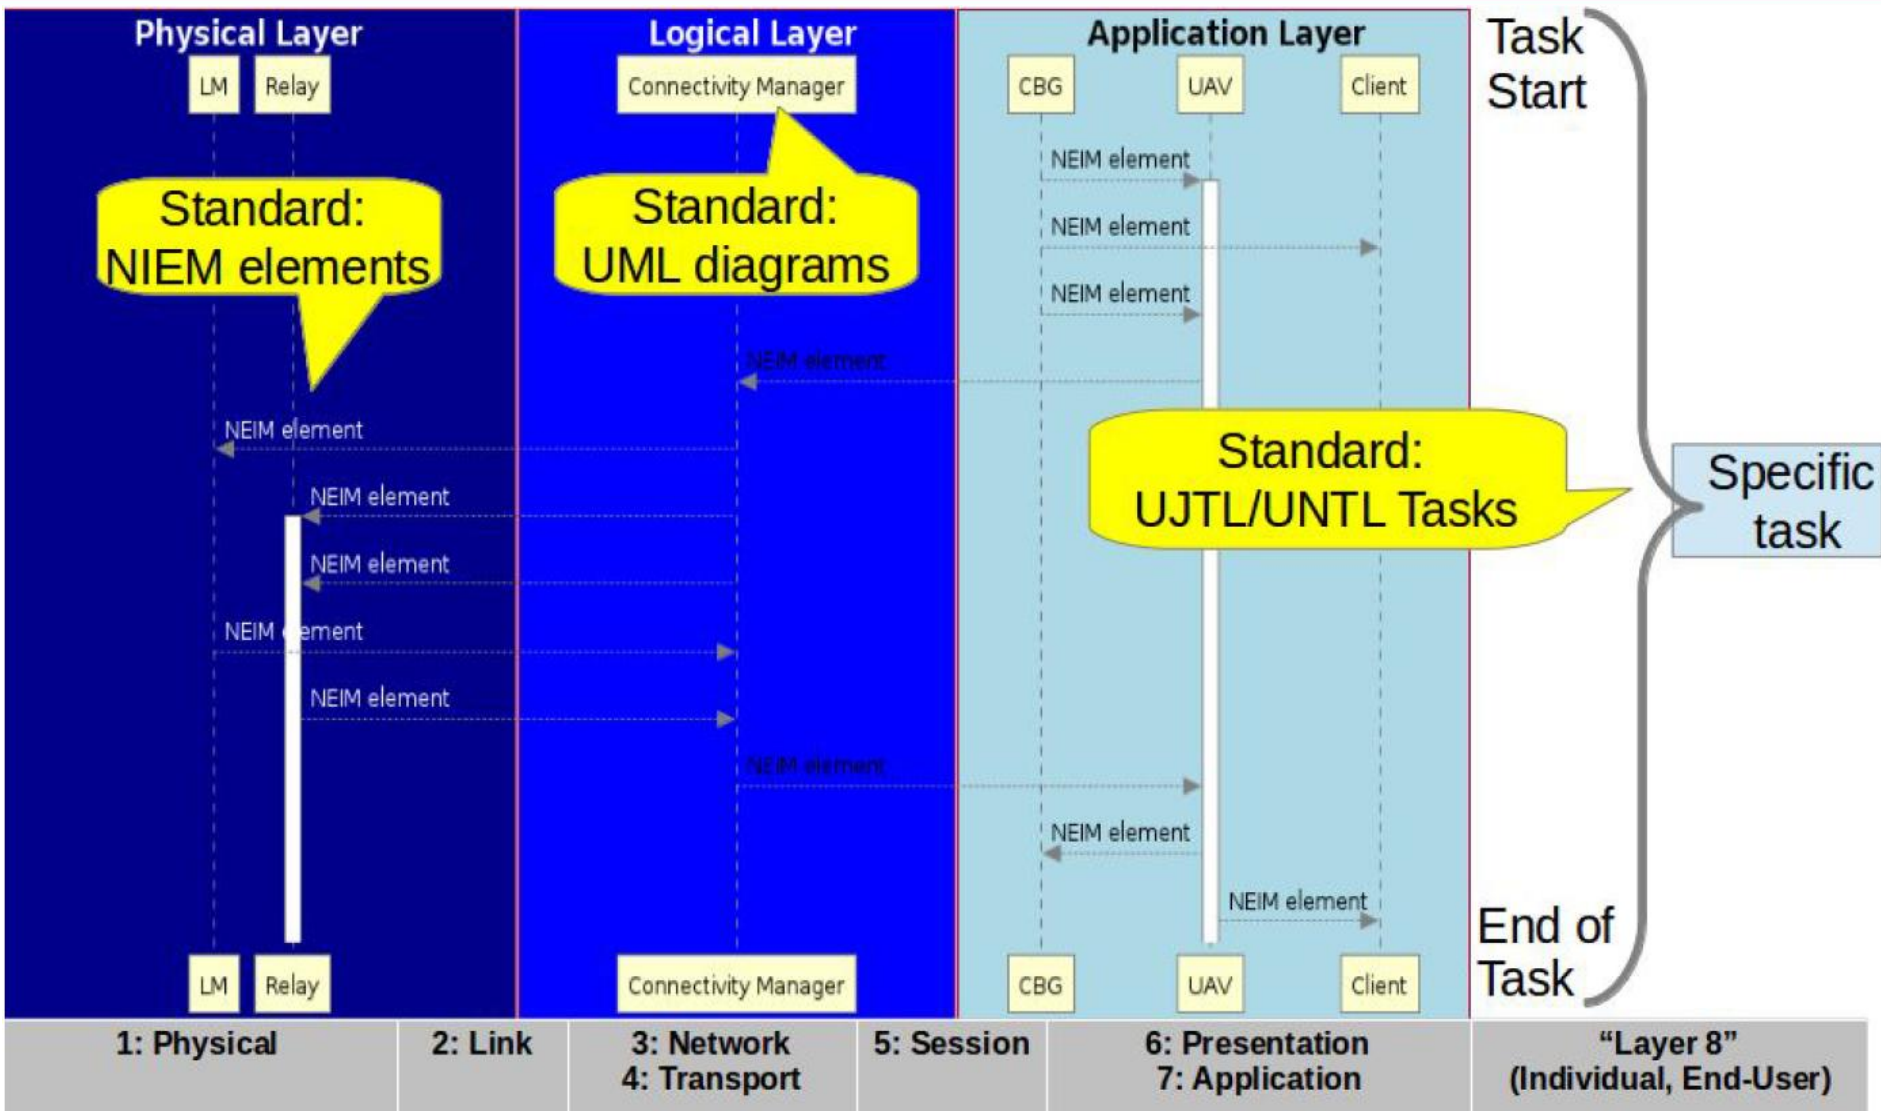 Physical Layer
Logical Layer
Application Layer
Task
Start
LM
Relay
Connectivity Manager
CBG
UAV
Client
NEIM element
Standard:
NIEM elements
Standard:
UML diagrams
NEIM element
NEIM element
NEIM element
NEIM element
Standard:
UJTL/UNTL Tasks
Specific
task
NEIM element
NEIM element
NEIM element
NEIM element
NEIM element
NEIM element
NEIM element
End of
Task
LM
Relay
Connectivity Manager
CBG
UAV
Client
1: Physical
2: Link
3: Network
4: Transport
5: Session
6: Presentation
7: Application
“Layer 8”
(Individual, End-User)